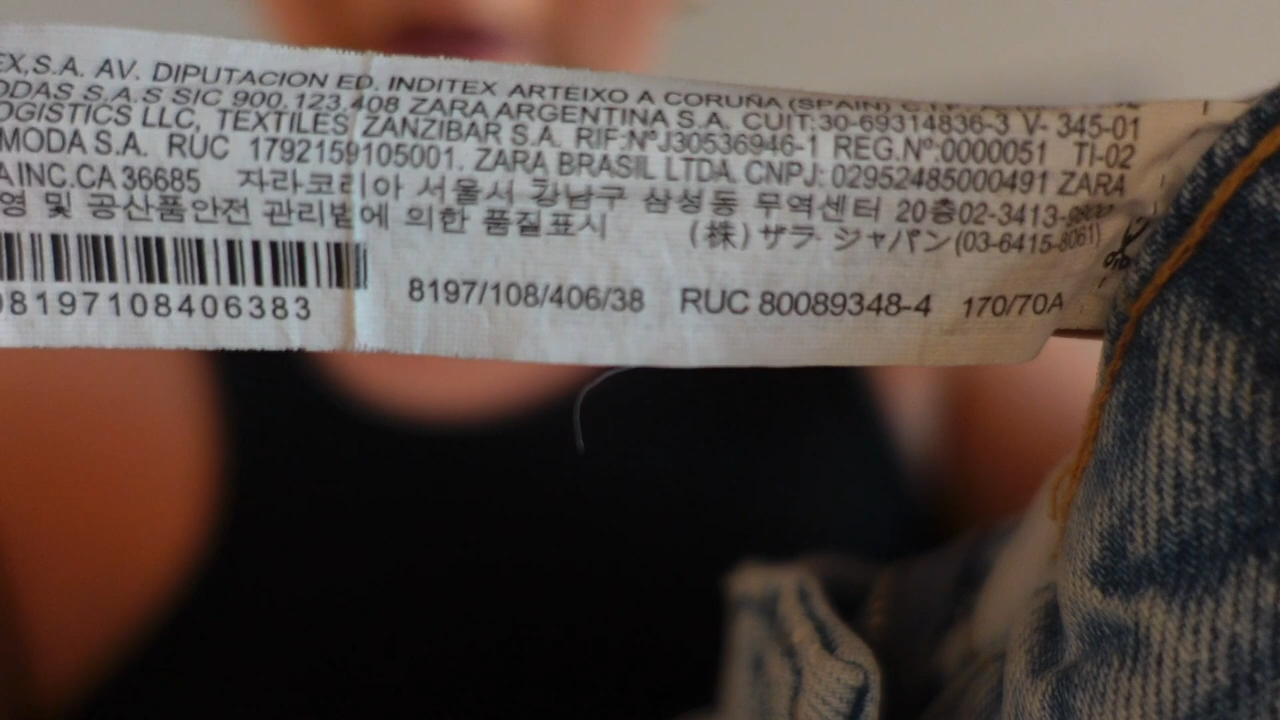 EX,S.A. AV. DIPUTACION ED. INDITEX ARTEIXO A CORUÑA (SPAIN)
ODAS S.A.S SIC 900.123.408 ZARA ARGENTINA S.A. CUIT:30-69314836-3 V- 345-01
OGISTICS LLC, TEXTILES ZANZIBAR S.A. RIF:NºJ30536946-1 REG.Nº:0000051 TI-02
MODA S.A. RUC 1792159105001. ZARA BRASIL LTDA. CNPJ: 02952485000491 ZARA
A INC.CA 36685 자라코리아 서울서 강남구 삼성동 무역센터 20층02-3413-
영 및 공산품안전 관리법에 의한 품질표시 (株) ザラ ジャパン(03-6415-8061)
08197108406383 8197/108/406/38 RUC 80089348-4 170/70A